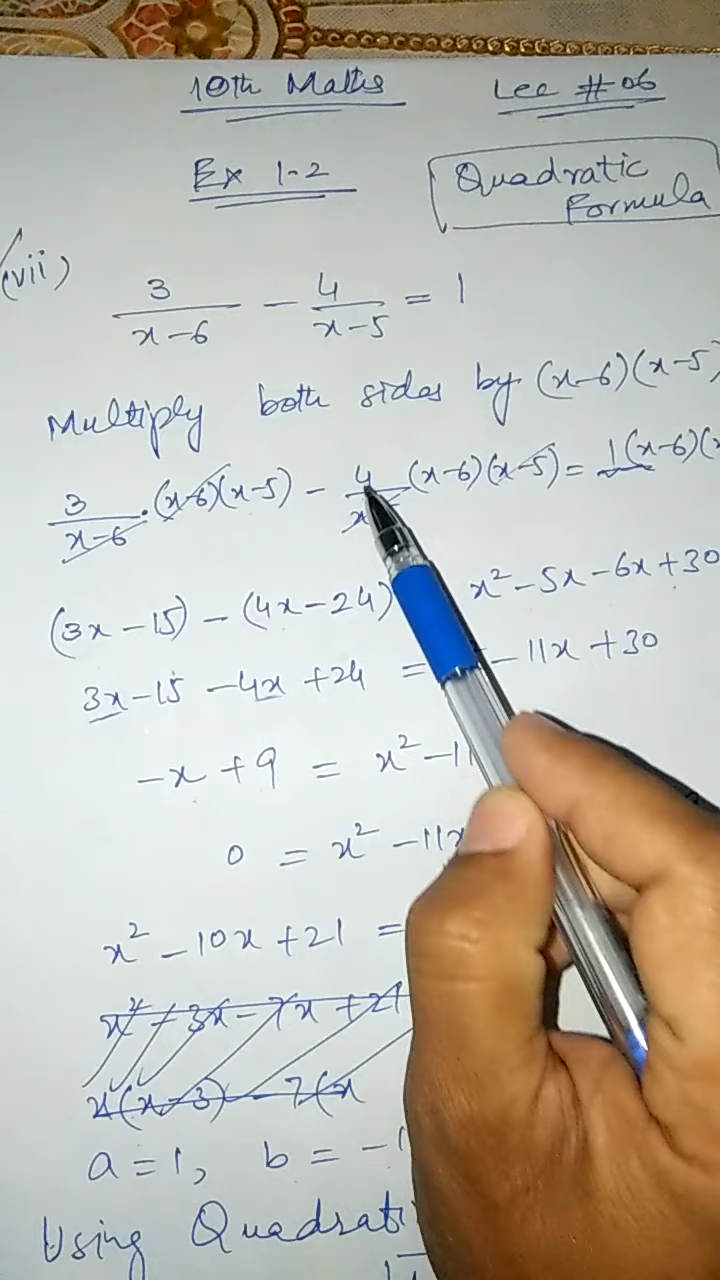 10th Maths Lec #06
Ex 1.2 Quadratic Formula
(vii) 3/(x-6) - 4/(x-5) = 1
Multiply both sides by (x-6)(x-5)
3/(x-6) . (x-6)(x-5) - 4/x (x-6)(x-5) = 1(x-6)(x
(3x-15) - (4x-24) x² - 5x - 6x + 30
3x - 15 - 4x + 24 = - 11x + 30
-x + 9 = x² - 11
0 = x² - 11x
x² - 10x + 21 =
x² - 3x - 7x + 21
x(x-3) - 7(x
a = 1, b = -1
Using Quadrati